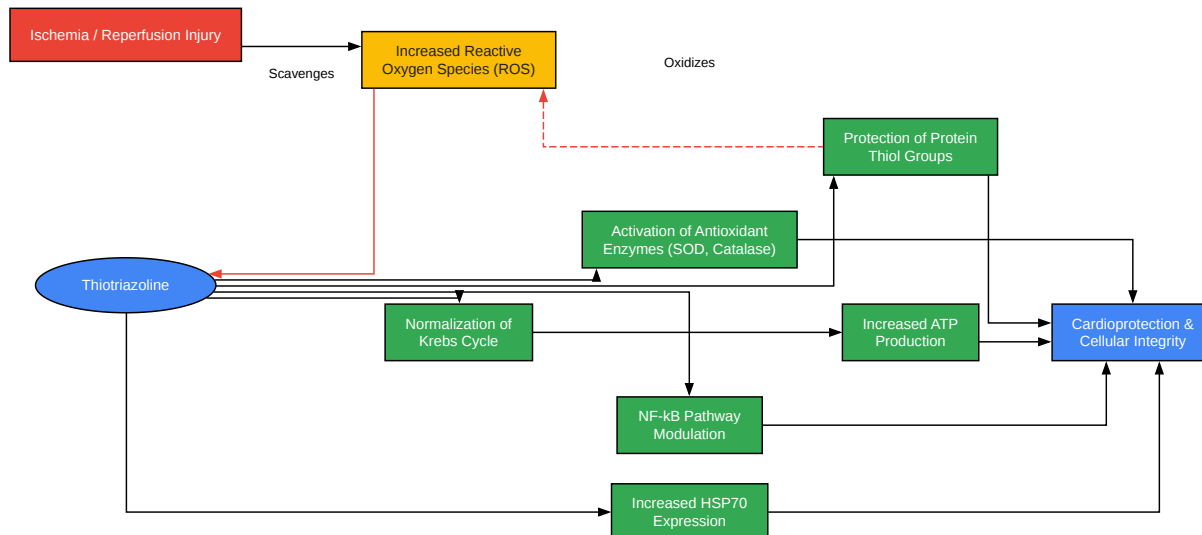 Ischemia / Reperfusion Injury
Increased Reactive
Oxygen Species (ROS)
Scavenges
Oxidizes
Protection of Protein
Thiol Groups
Activation of Antioxidant
Enzymes (SOD, Catalase)
Thiotriazoline
Normalization of
Krebs Cycle
Increased ATP
Production
Cardioprotection &
Cellular Integrity
NF-kB Pathway
Modulation
Increased HSP70
Expression